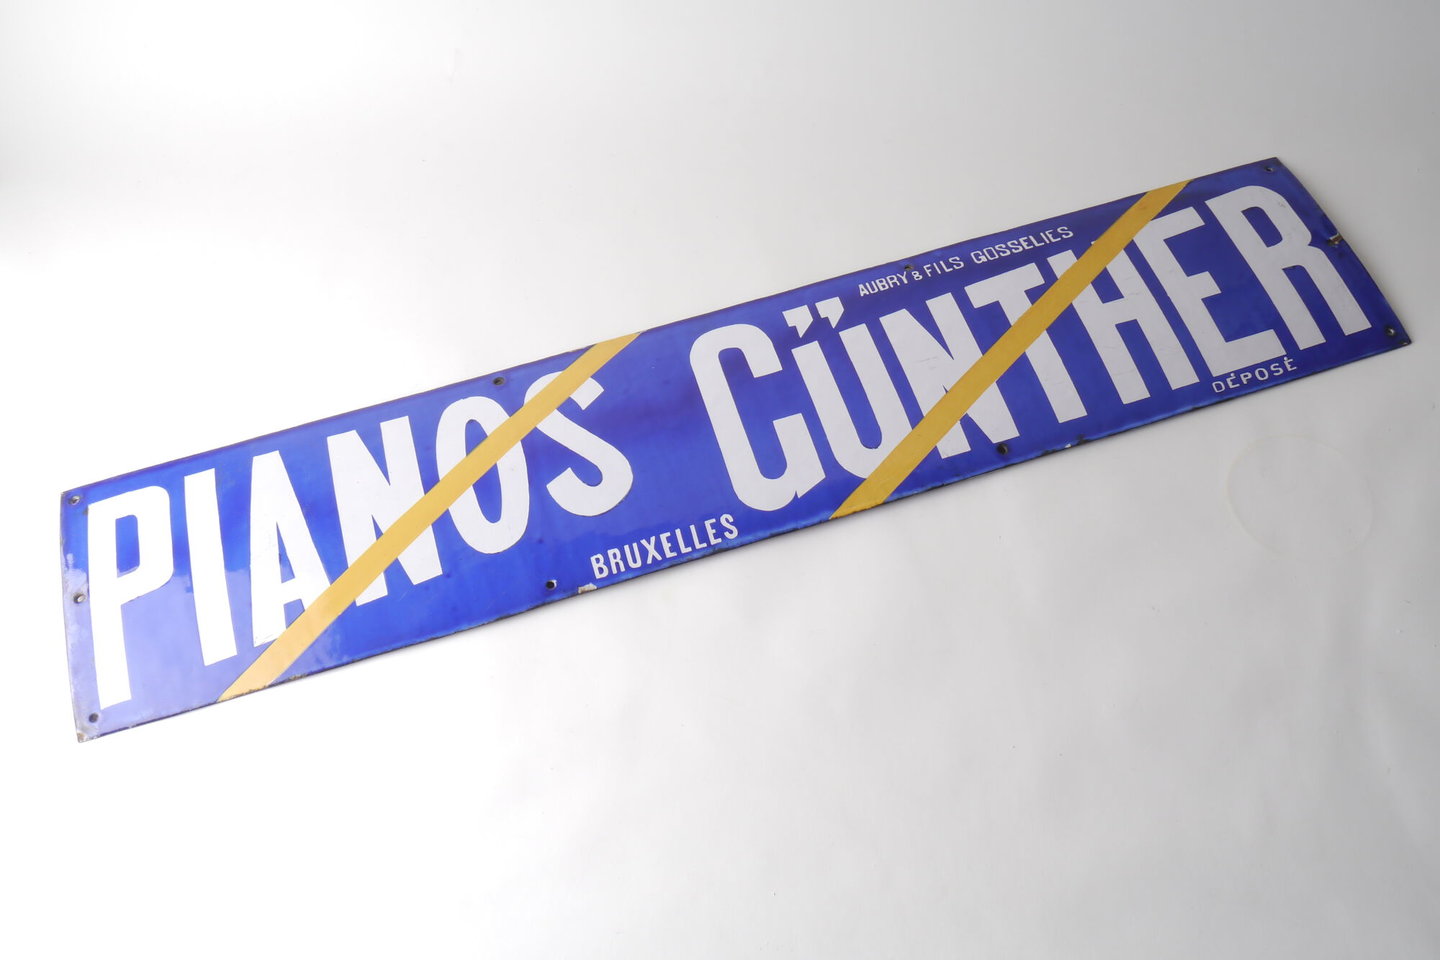 AUBRY & FILS GOSSELIES
PIANOS GÜNTHER
BRUXELLES
DÉPOSÉ